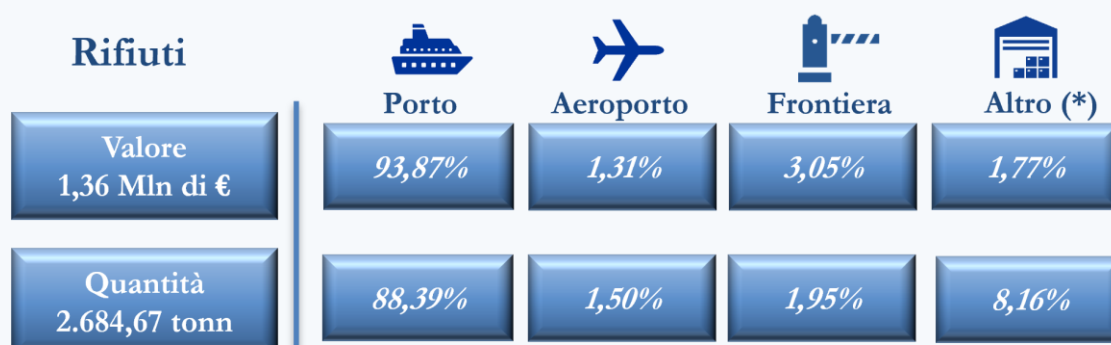 Rifiuti
Porto
Aeroporto
Frontiera
Altro (*)
Valore
1,36 Mln di €
93,87%
1,31%
3,05%
1,77%
Quantità
2.684,67 tonn
88,39%
1,50%
1,95%
8,16%